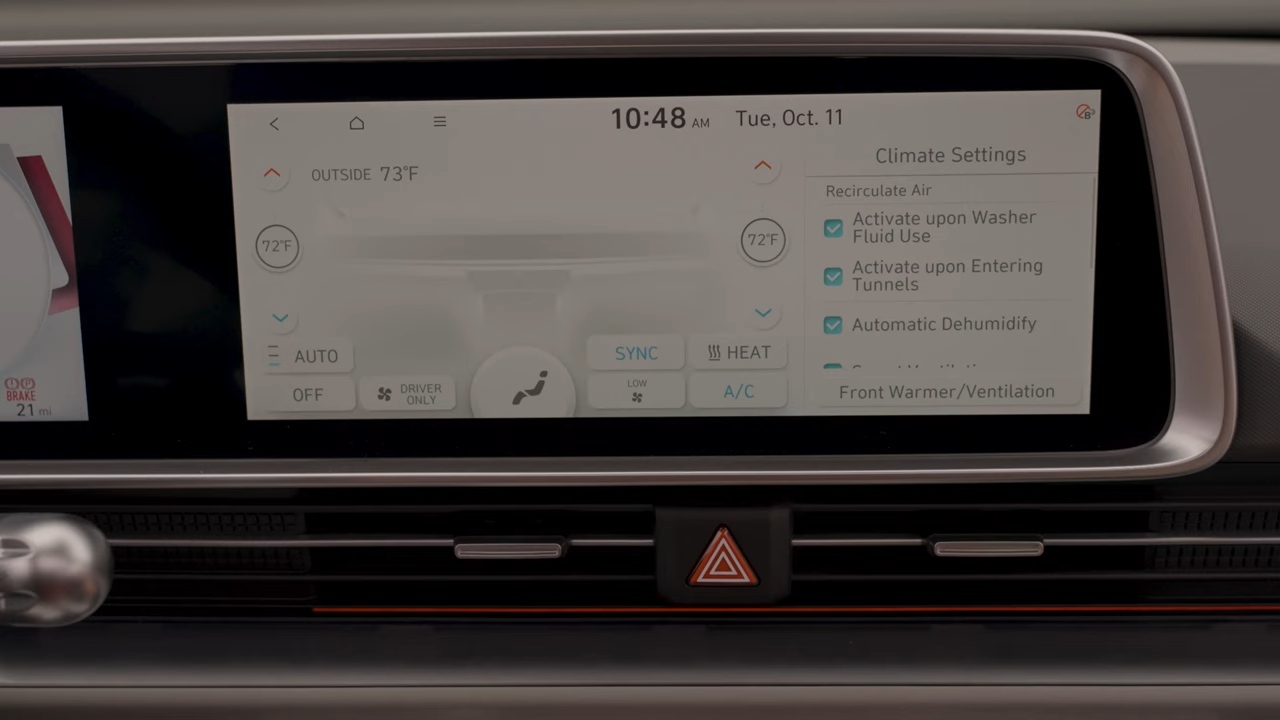 10:48 AM Tue, Oct. 11
OUTSIDE 73°F
72°F
72°F
AUTO
OFF
DRIVER
ONLY
SYNC
HEAT
LOW
A/C
Climate Settings
Recirculate Air
Activate upon Washer
Fluid Use
Activate upon Entering
Tunnels
Automatic Dehumidify
Front Warmer/Ventilation
BRAKE
21 mi